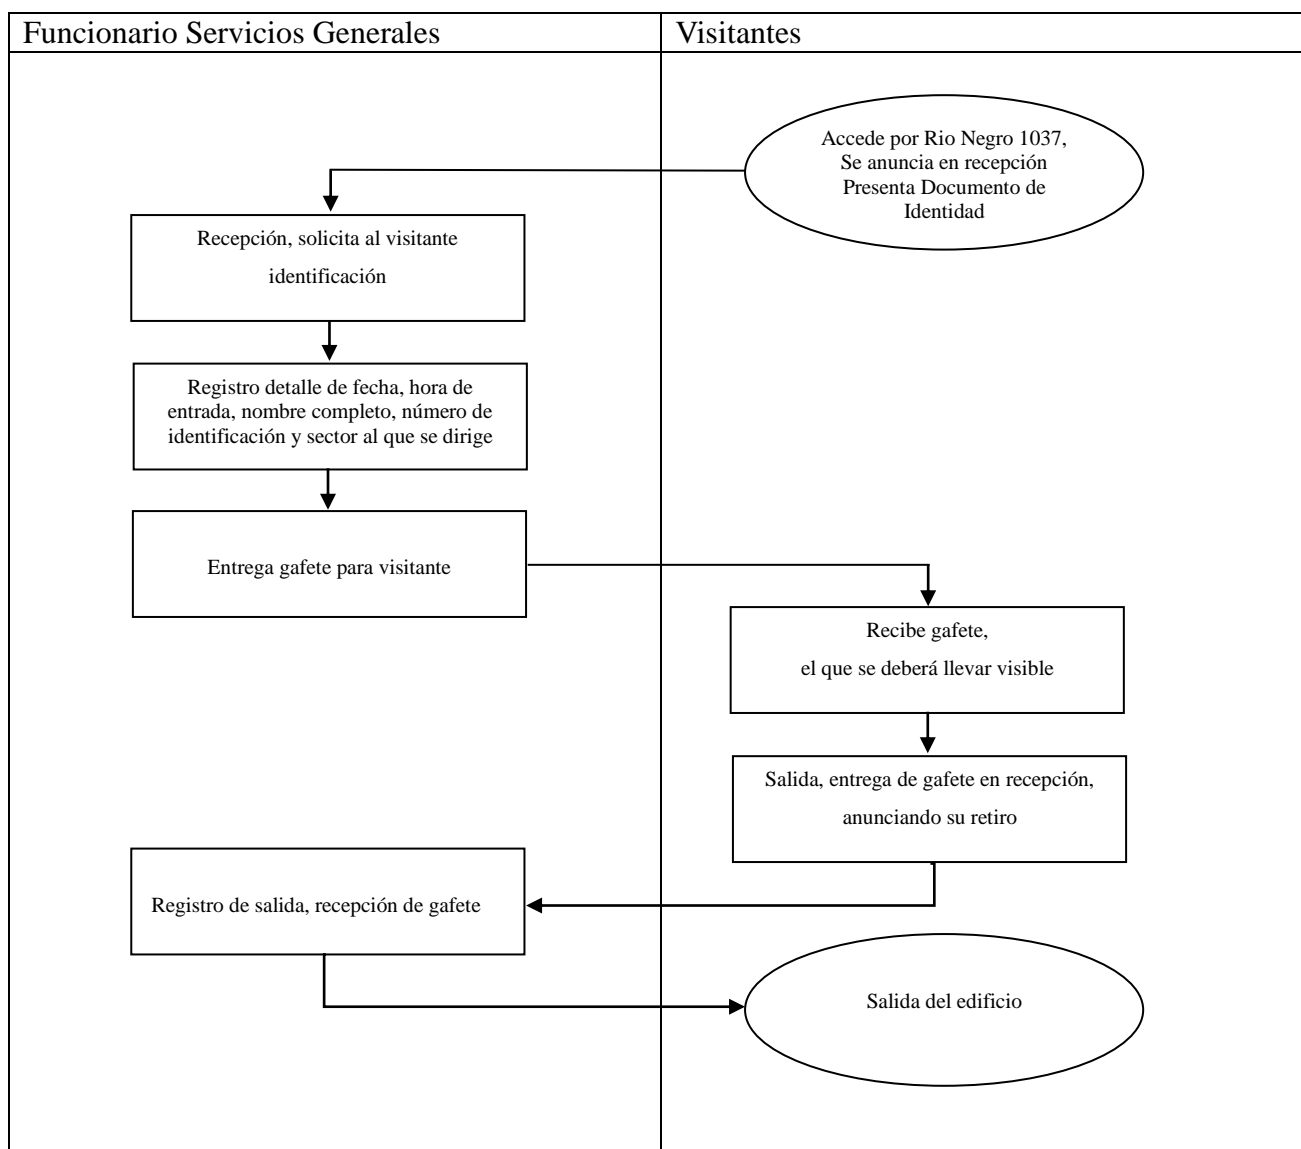 Funcionario Servicios Generales
Visitantes
Accede por Rio Negro 1037,
Se anuncia en recepción
Presenta Documento de
Identidad
Recepción, solicita al visitante
identificación
Registro detalle de fecha, hora de
entrada, nombre completo, número de
identificación y sector al que se dirige
Entrega gafete para visitante
Recibe gafete,
el que se deberá llevar visible
Salida, entrega de gafete en recepción,
anunciando su retiro
Registro de salida, recepción de gafete
Salida del edificio